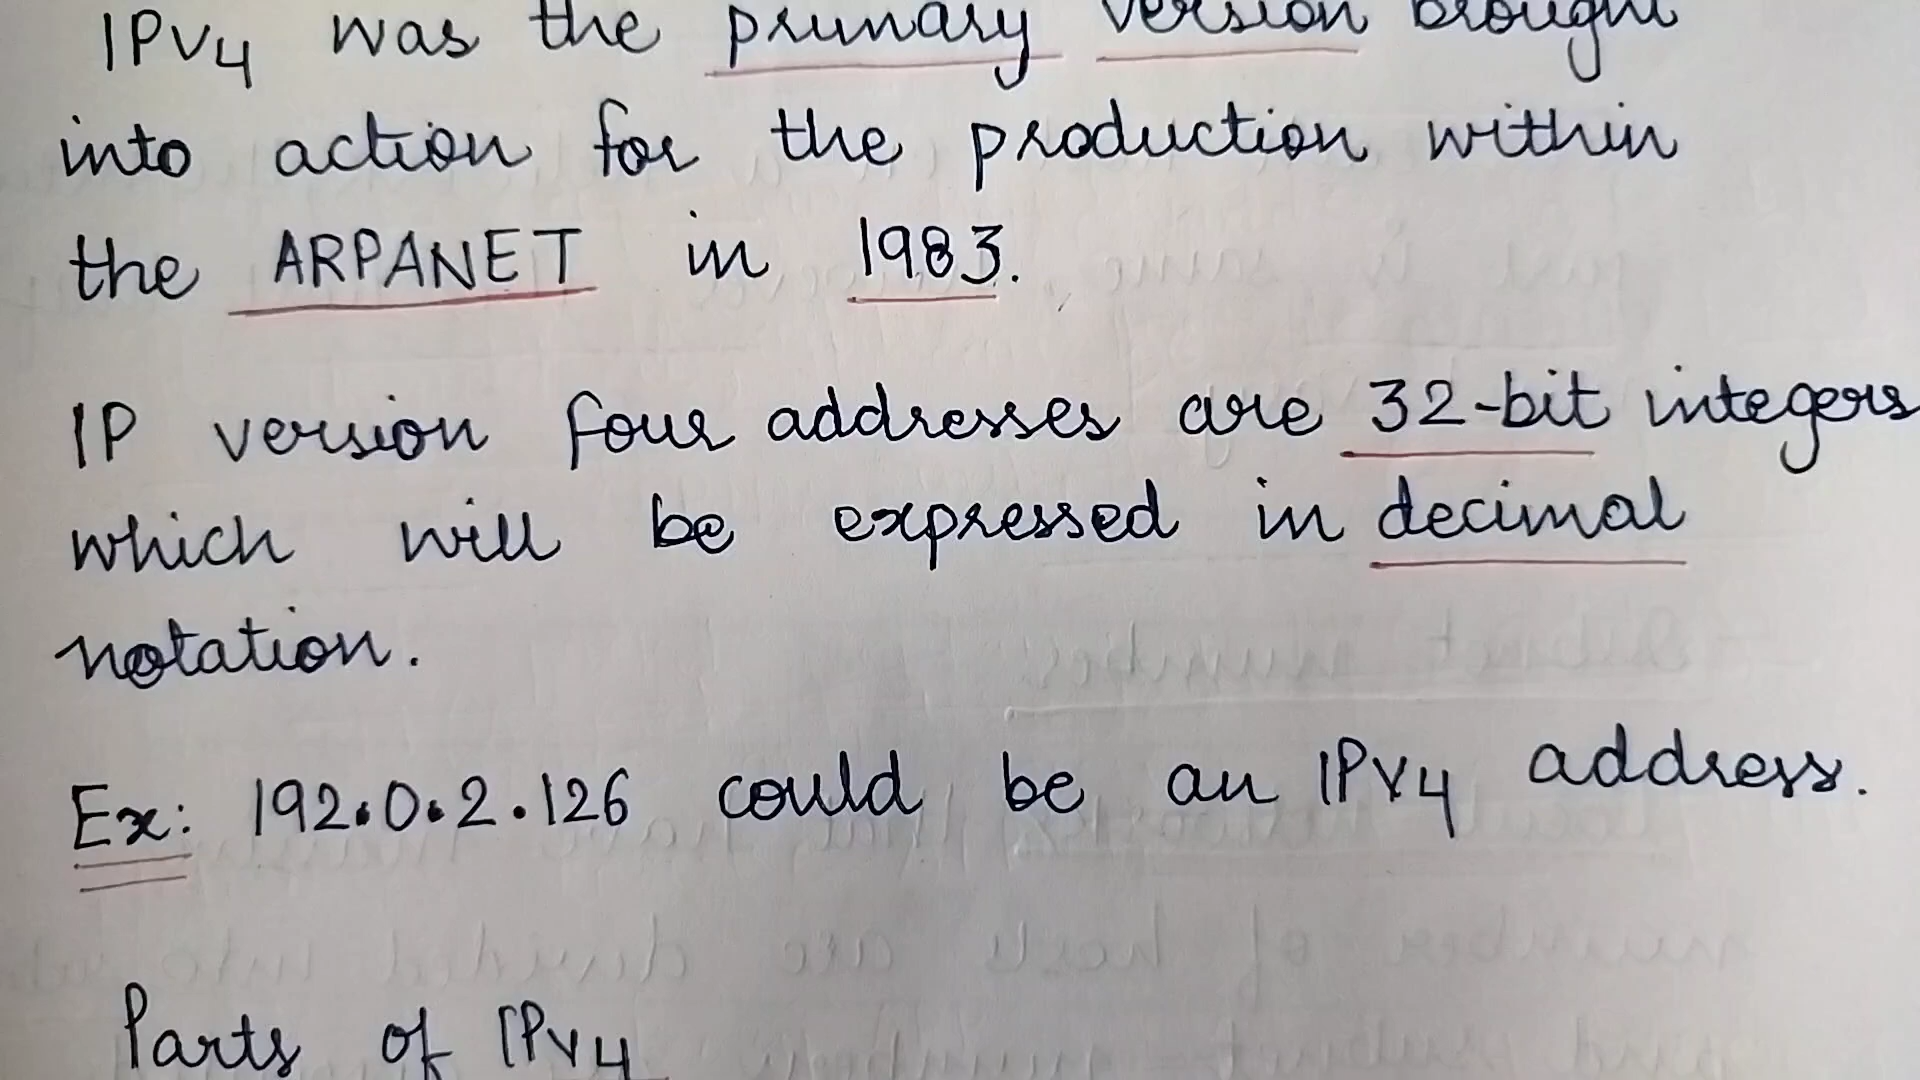 IPv4 was the primary version brought
into action for the production within
the ARPANET in 1983.
IP version four addresses are 32-bit integers
which will be expressed in decimal
notation.
Ex: 192.0.2.126 could be an IPv4 address.
Parts of IPv4